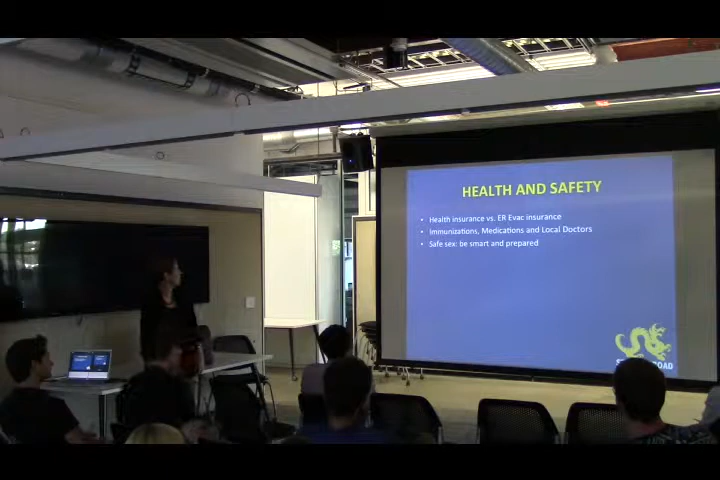 HEALTH AND SAFETY
• Health insurance vs. ER Evac insurance
• Immunizations, Medications and Local Doctors
• Safe sex: be smart and prepared